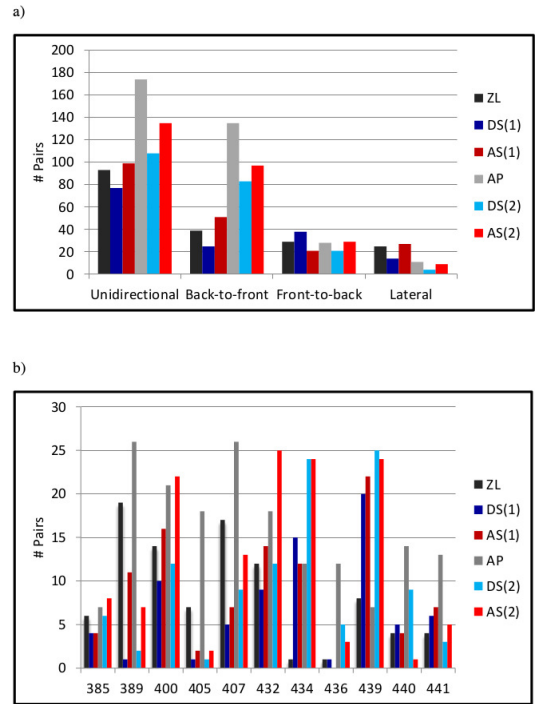 a)
200
180
160
140
120
100
80
60
40
20
0
# Pairs
Unidirectional Back-to-front Front-to-back Lateral
ZL
DS(1)
AS(1)
AP
DS(2)
AS(2)
b)
30
25
20
15
10
5
0
# Pairs
385 389 400 405 407 432 434 436 439 440 441
ZL
DS(1)
AS(1)
AP
DS(2)
AS(2)